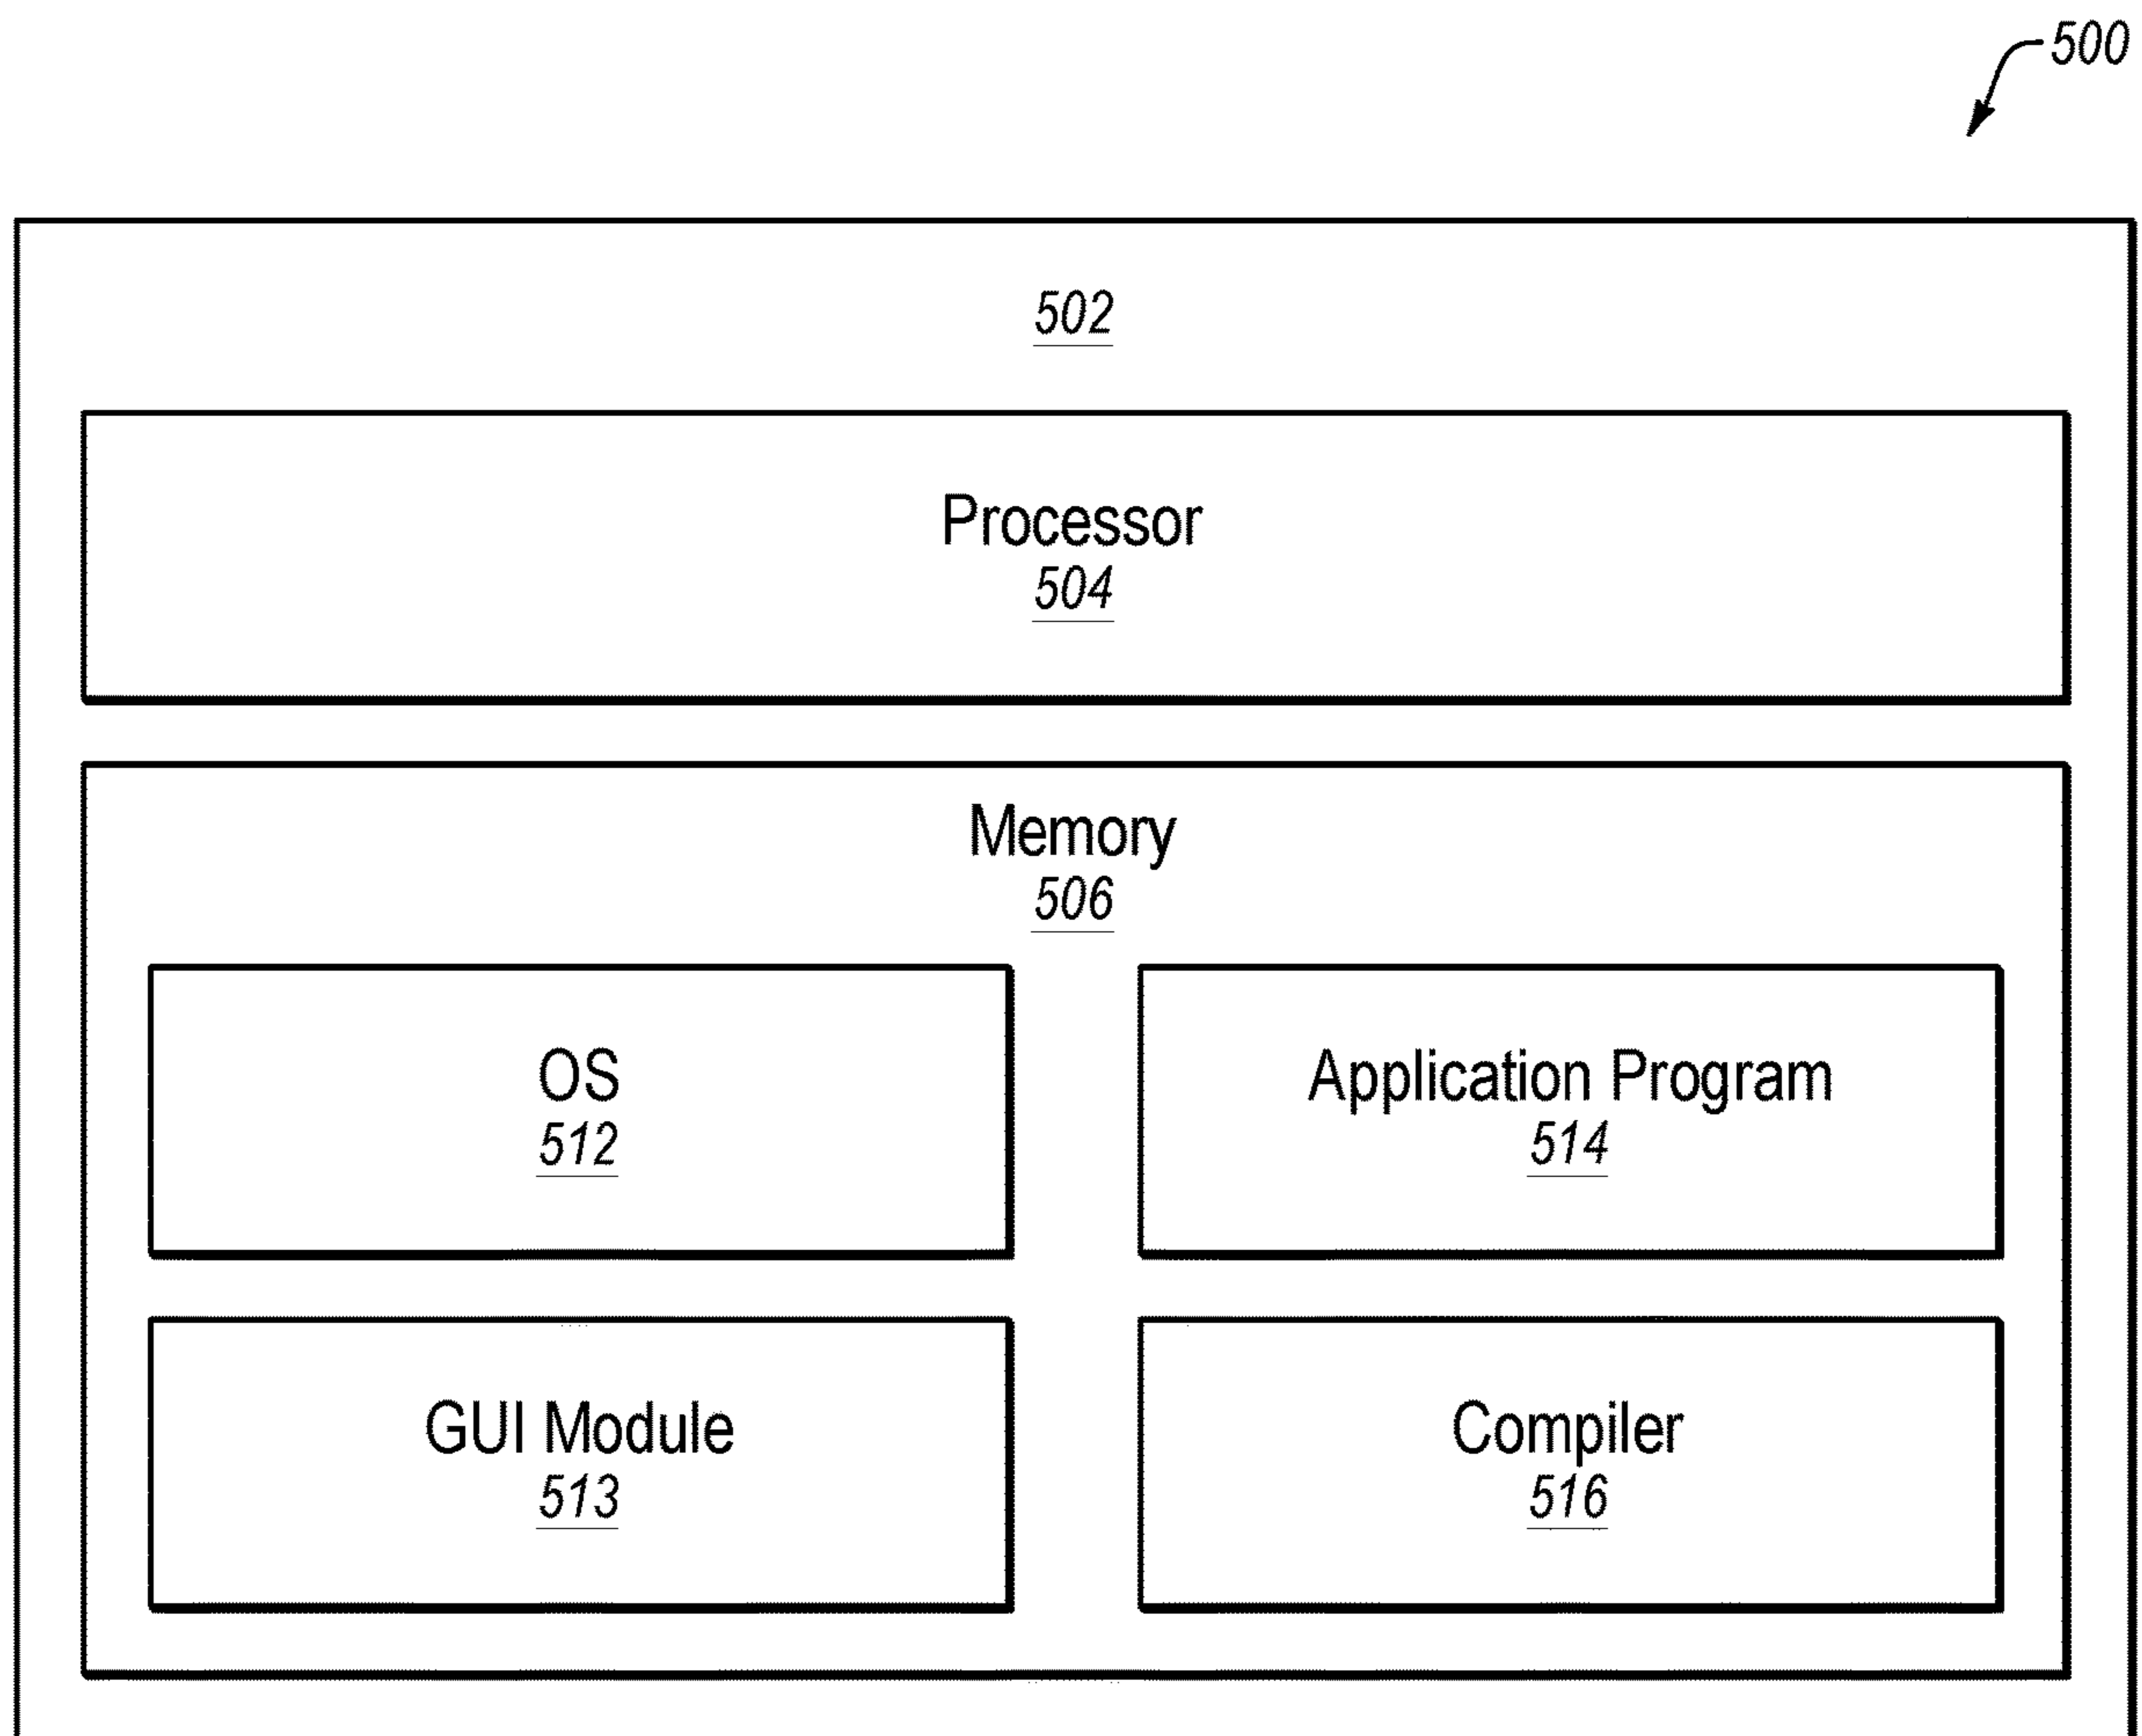 500
502
Processor
504
Memory
506
OS
512
Application Program
514
GUI Module
513
Compiler
516